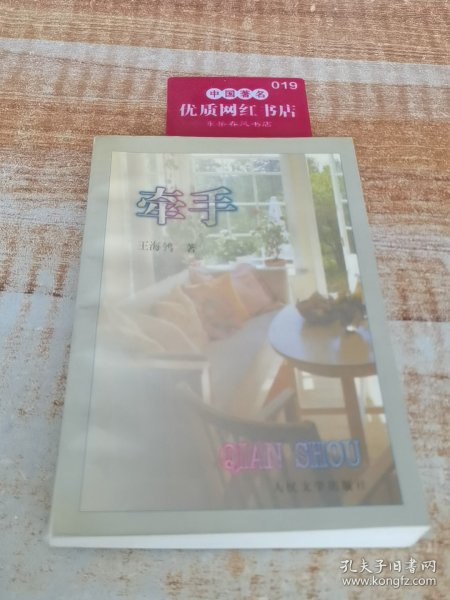 019
中国著名
优质网红书店
牵手
王海鸰 著
QIAN SHOU
人民文学出版社
孔夫子旧书网
www.kongfz.com